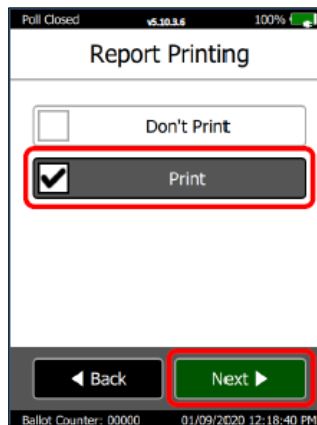 Poll Closed v5.10.3.6 100%
Report Printing
Don't Print
Print
◀ Back Next ▶
Ballot Counter: 00000 01/09/2020 12:18:40 PM